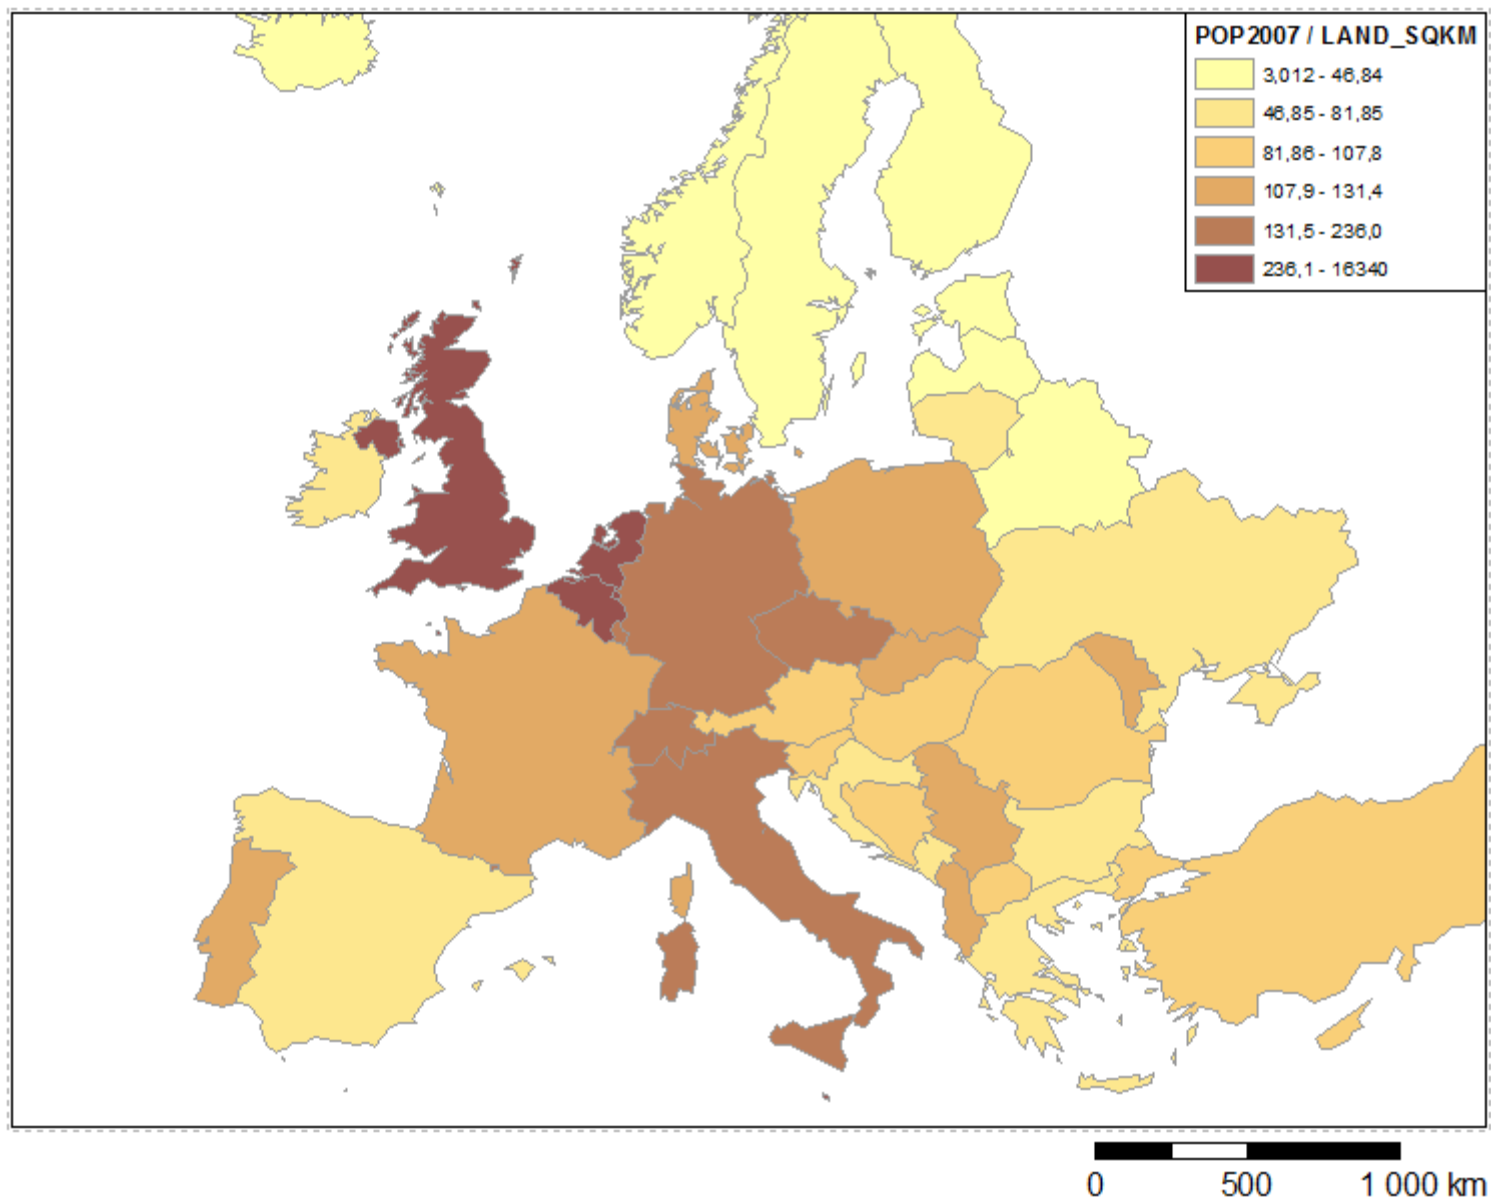 POP2007 / LAND_SQKM
3,012 - 46,84
46,85 - 81,85
81,86 - 107,8
107,9 - 131,4
131,5 - 236,0
236,1 - 16340
0 500 1 000 km